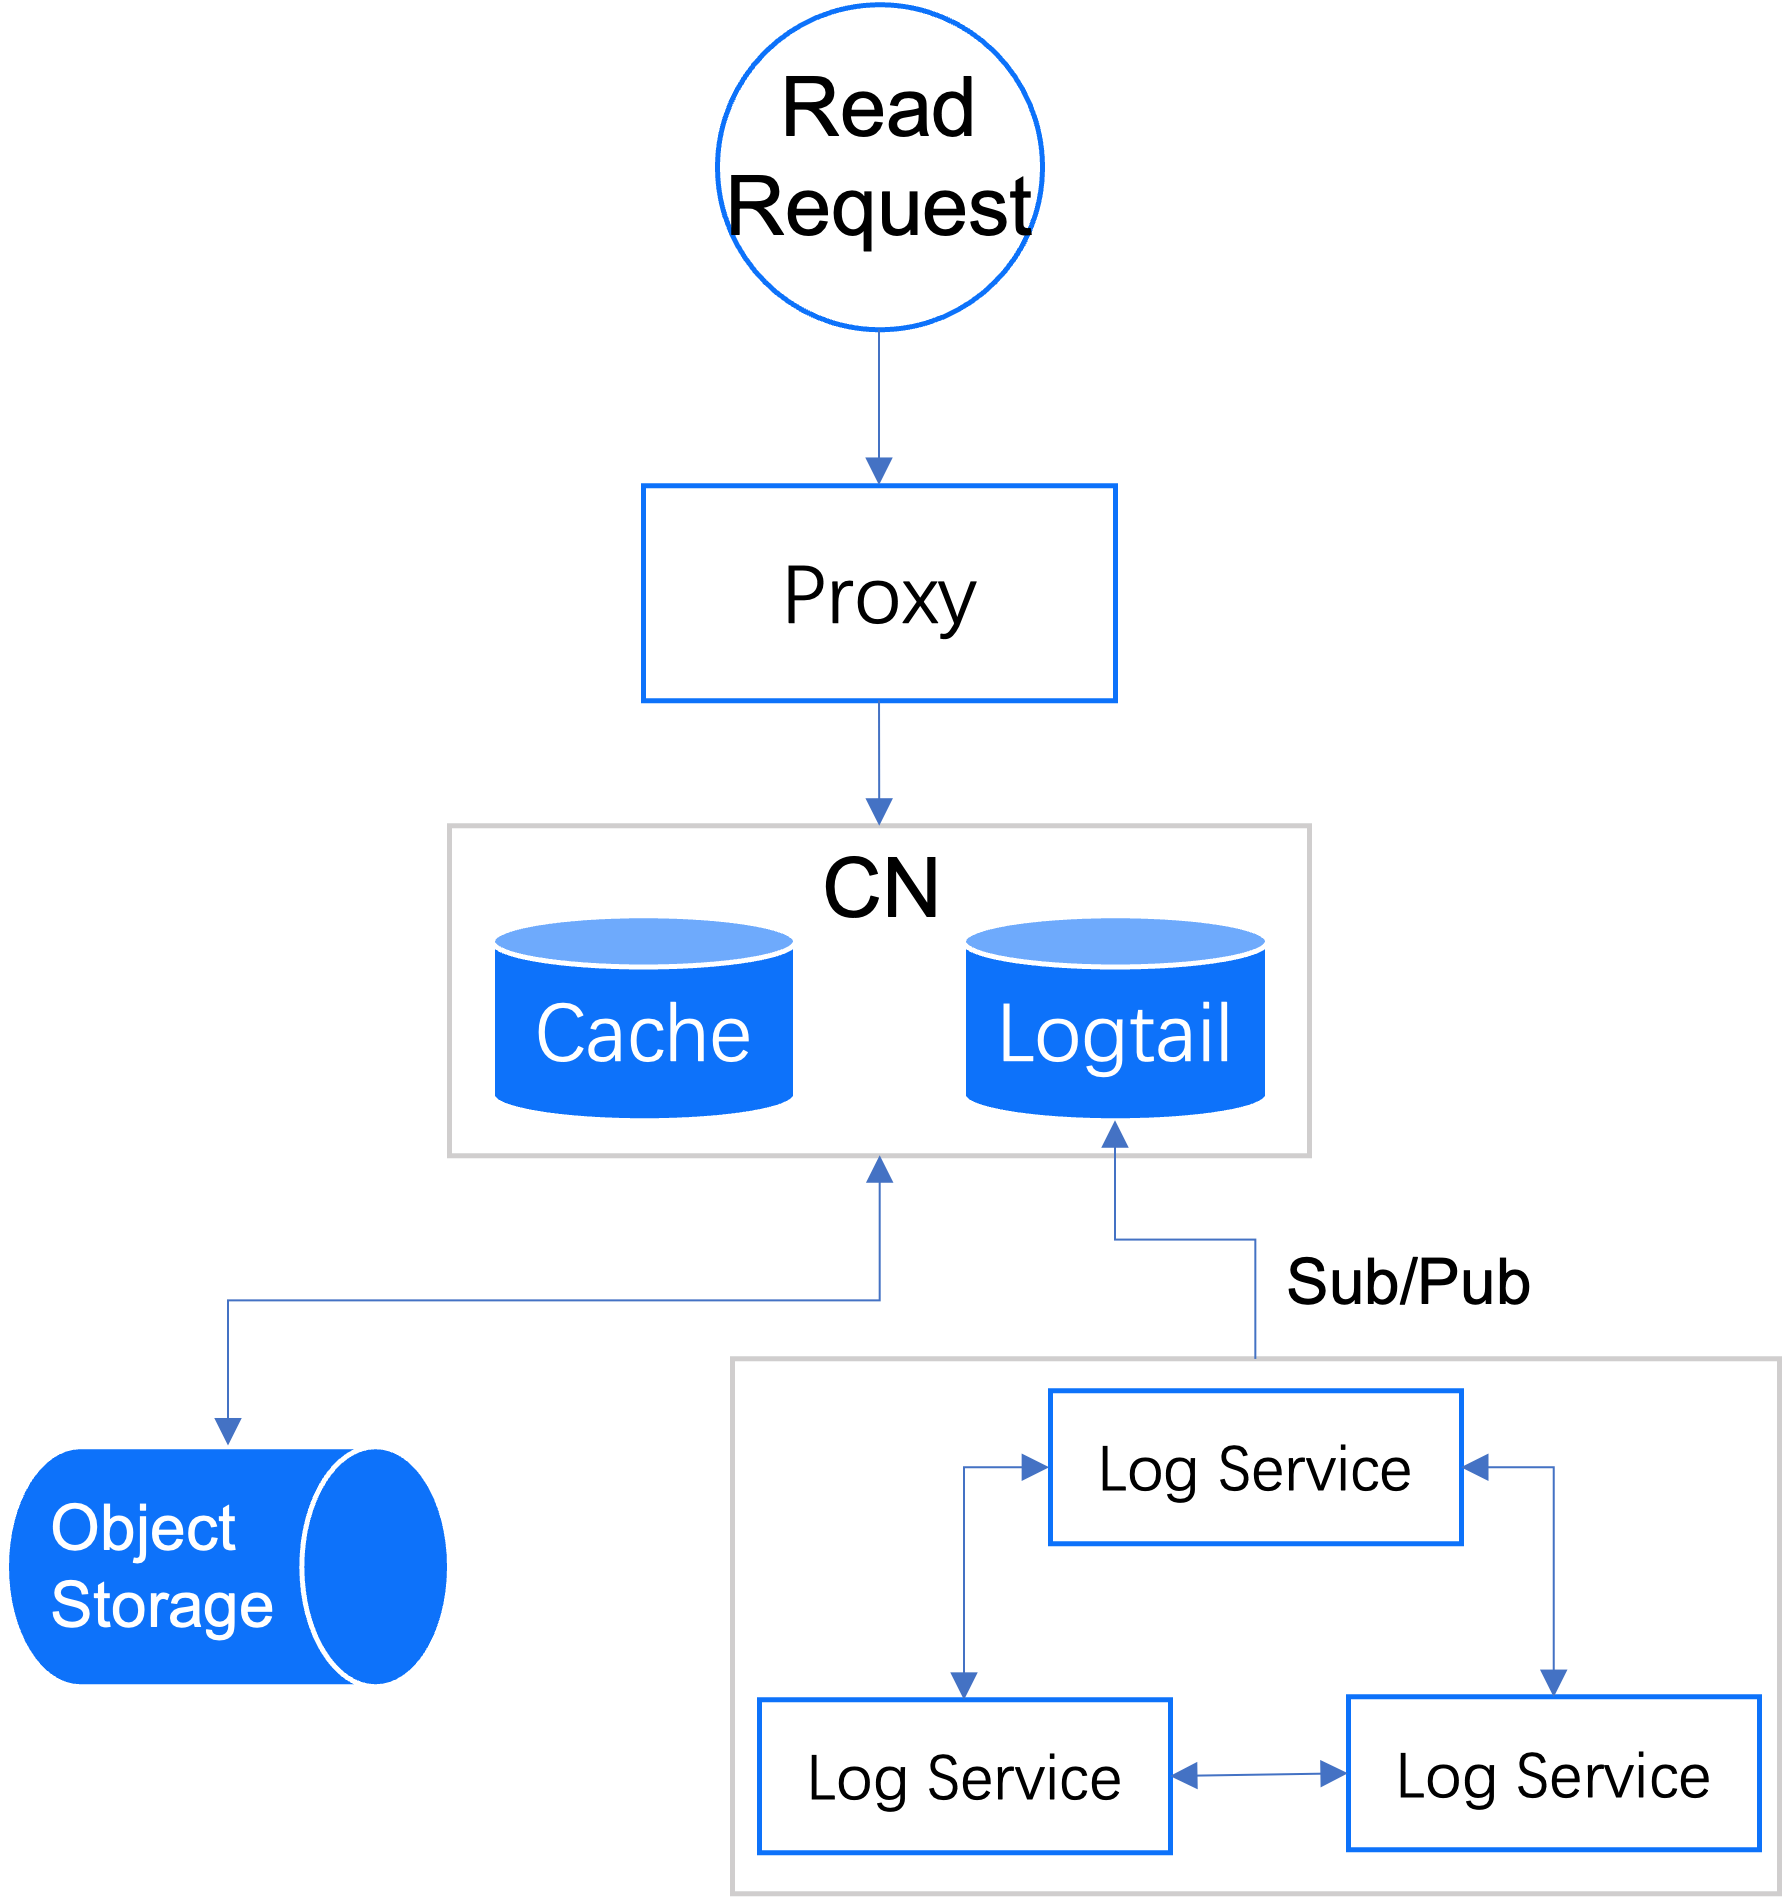 Read
Request
Proxy
CN
Cache
Logtail
Sub/Pub
Object
Storage
Log Service
Log Service
Log Service